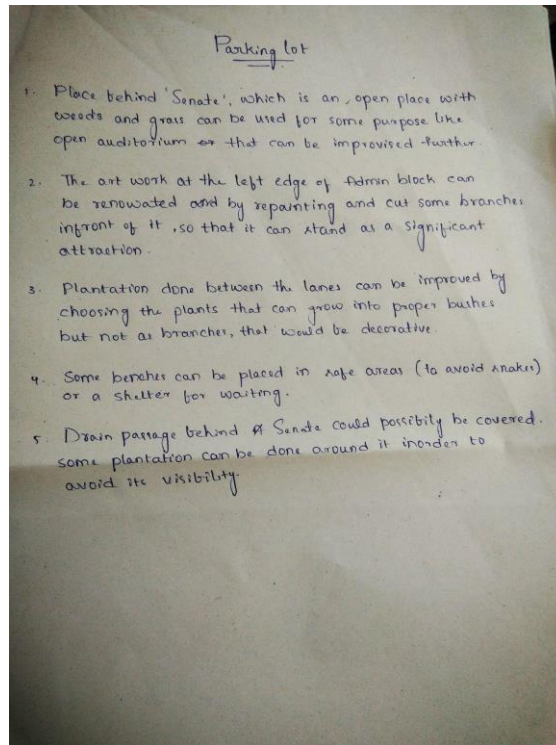 Parking lot
1. Place behind 'Senate', which is an open place with
weeds and grass can be used for some purpose like
open auditorium or that can be improvised further.
2. The art work at the left edge of Admin block can
be renowated and by repainting and cut some branches
infront of it, so that it can stand as a significant
attraction.
3. Plantation done between the lanes can be improved by
choosing the plants that can grow into proper bushes
but not as branches, that would be decorative.
4. Some benches can be placed in safe areas (to avoid snakes)
or a shelter for waiting.
5. Drain passage behind Senate could possibily be covered.
some plantation can be done around it inorder to
avoid its visibility.